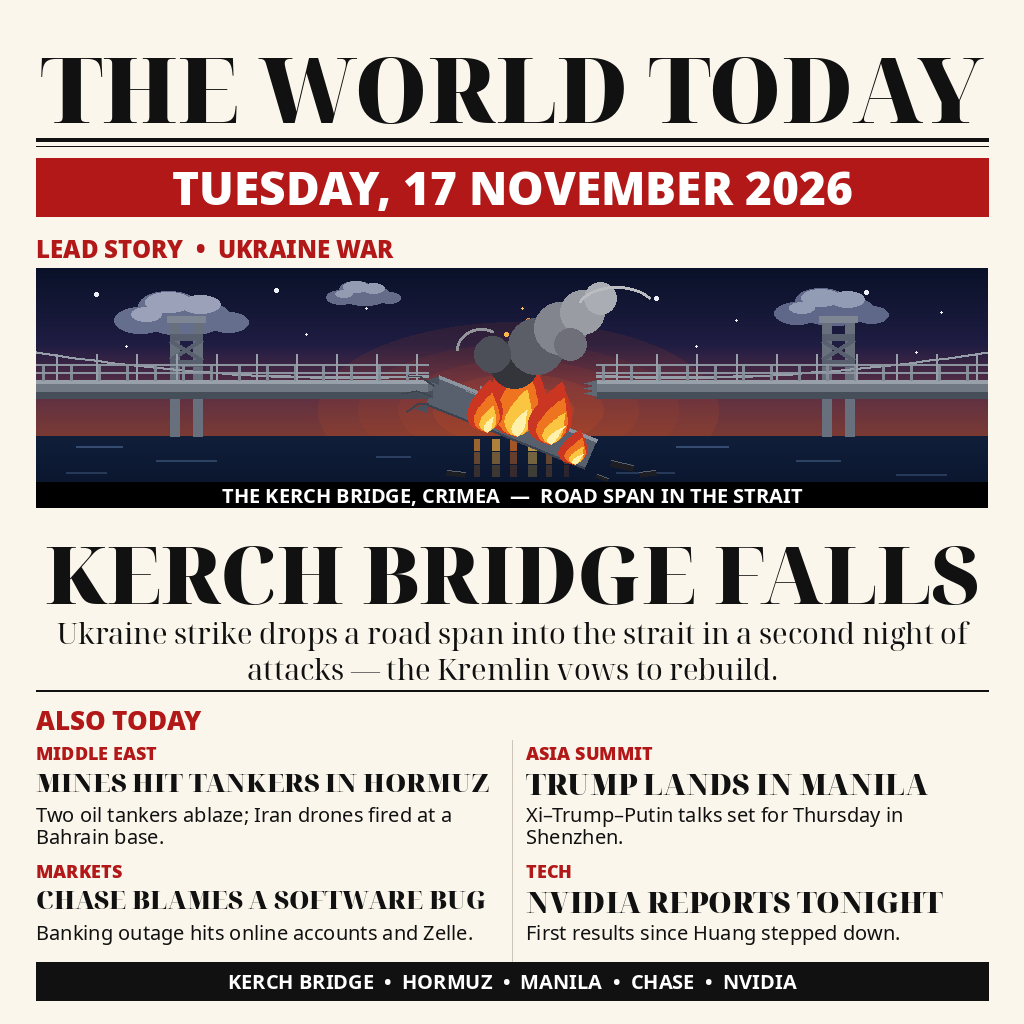 THE WORLD TODAY
TUESDAY, 17 NOVEMBER 2026
LEAD STORY • UKRAINE WAR
THE KERCH BRIDGE, CRIMEA — ROAD SPAN IN THE STRAIT
KERCH BRIDGE FALLS
Ukraine strike drops a road span into the strait in a second night of
attacks — the Kremlin vows to rebuild.
ALSO TODAY
MIDDLE EAST
MINES HIT TANKERS IN HORMUZ
Two oil tankers ablaze; Iran drones fired at a
Bahrain base.
MARKETS
CHASE BLAMES A SOFTWARE BUG
Banking outage hits online accounts and Zelle.
ASIA SUMMIT
TRUMP LANDS IN MANILA
Xi–Trump–Putin talks set for Thursday in
Shenzhen.
TECH
NVIDIA REPORTS TONIGHT
First results since Huang stepped down.
KERCH BRIDGE • HORMUZ • MANILA • CHASE • NVIDIA